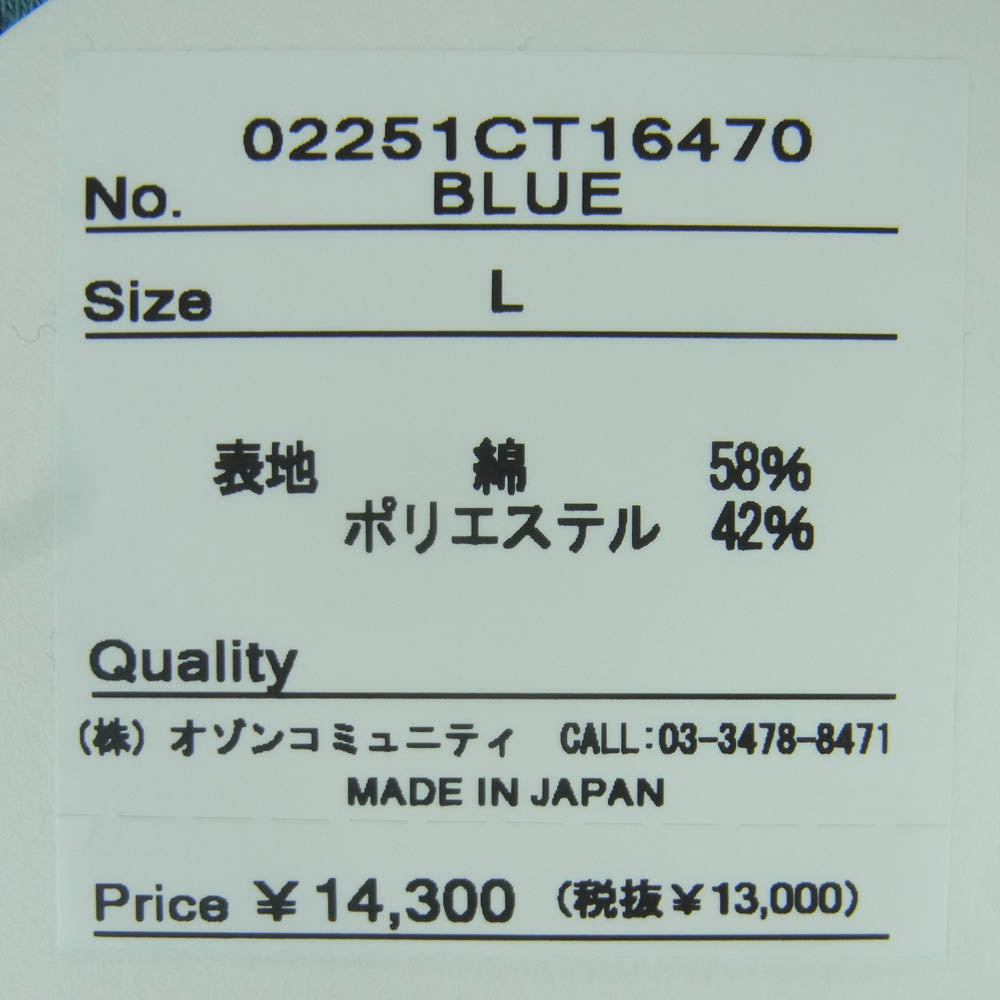 02251CT16470
No. BLUE
Size L
表地 綿 58%
ポリエステル 42%
Quality
(株) オゾンコミュニティ CALL:03-3478-8471
MADE IN JAPAN
Price ¥14,300 (税抜¥13,000)